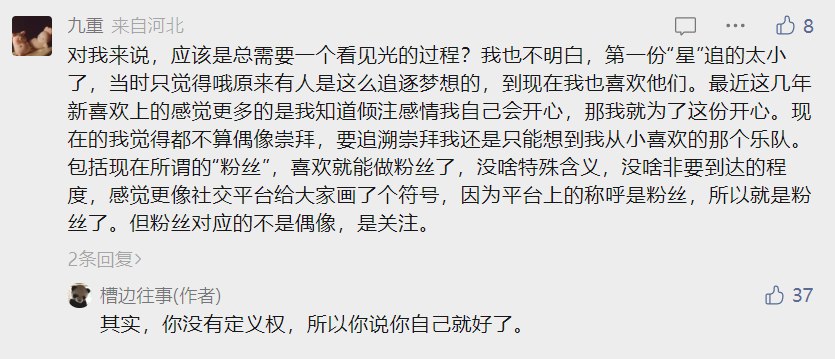 九重 来自河北
8
对我来说，应该是总需要一个看见光的过程？我也不明白，第一份“星”追的太小
了，当时只觉得哦原来有人是这么追逐梦想的，到现在我也喜欢他们。最近这几年
新喜欢上的感觉更多的是我知道倾注感情我自己会开心，那我就为了这份开心。现
在的我觉得都不算偶像崇拜，要追溯崇拜我还是只能想到我从小喜欢的那个乐队。
包括现在所谓的“粉丝”，喜欢就能做粉丝了，没啥特殊含义，没啥非要到达的程
度，感觉更像社交平台给大家画了个符号，因为平台上的称呼是粉丝，所以就是粉
丝了。但粉丝对应的不是偶像，是关注。
2条回复>
槽边往事(作者)
37
其实，你没有定义权，所以你说你自己就好了。